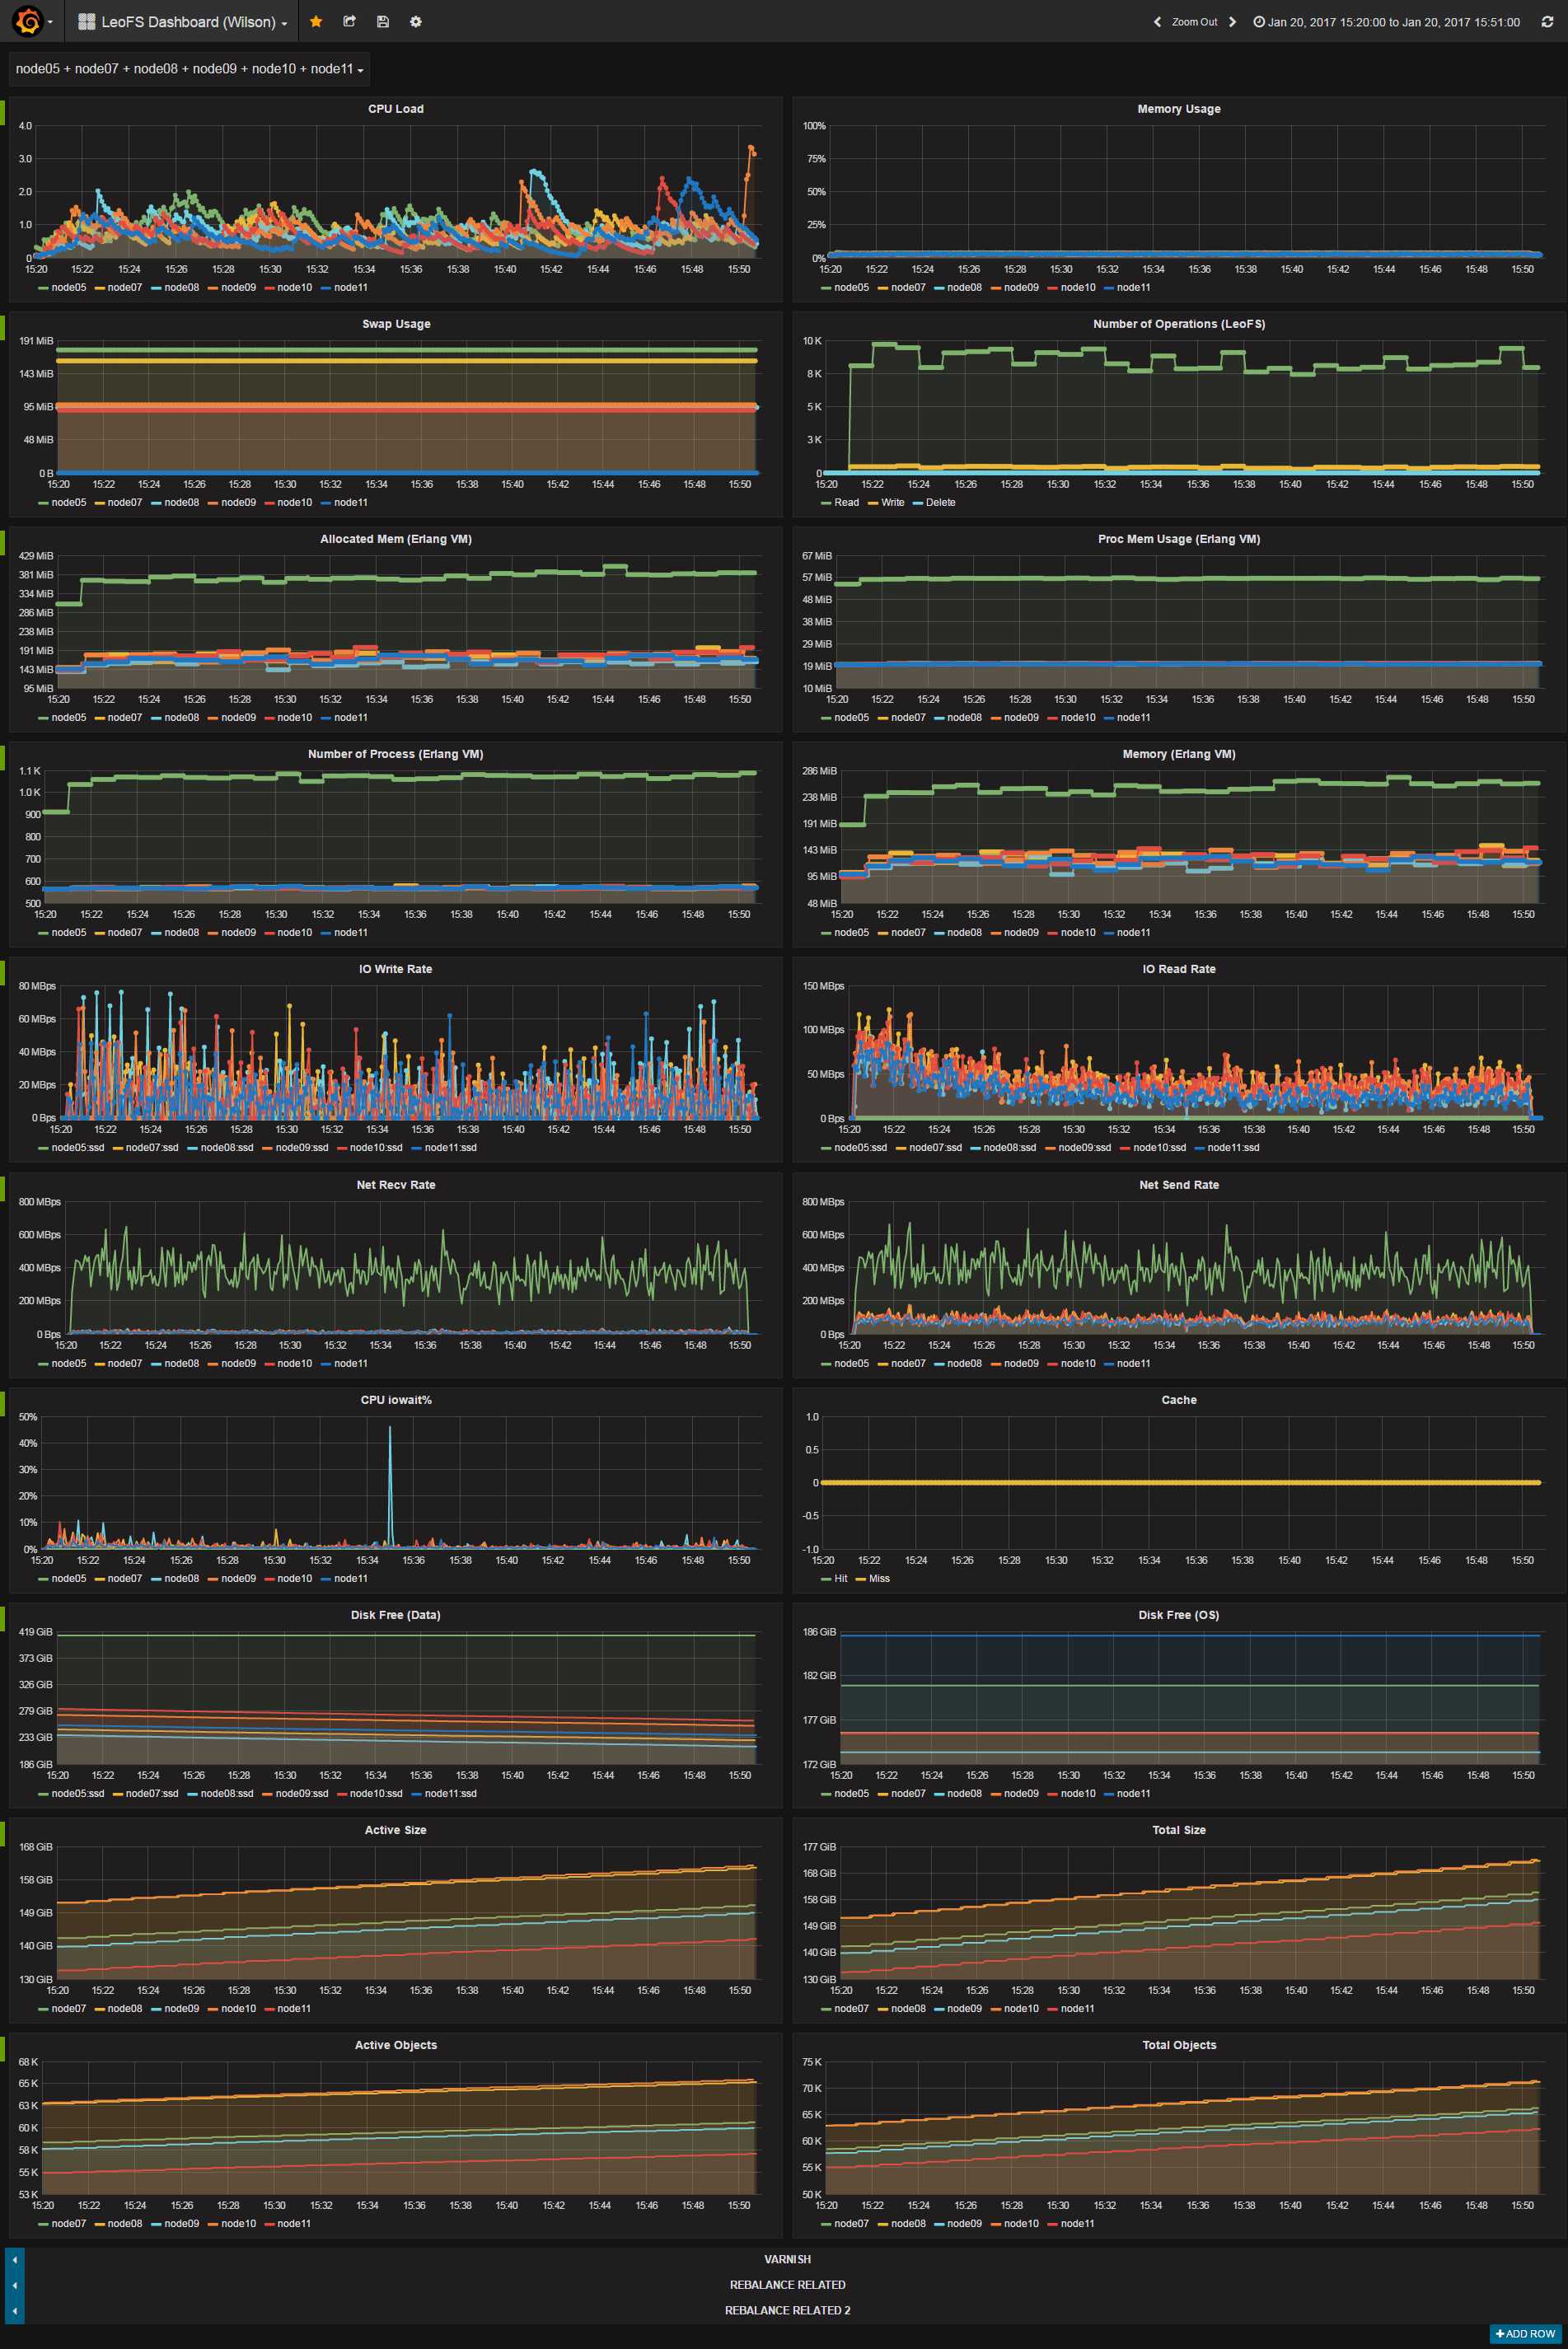 LeoFS Dashboard (Wilson)
Zoom Out
Jan 20, 2017 15:20:00 to Jan 20, 2017 15:51:00
node05 + node07 + node08 + node09 + node10 + node11
CPU Load
4.0
3.0
2.0
1.0
0
15:20 15:22 15:24 15:26 15:28 15:30 15:32 15:34 15:36 15:38 15:40 15:42 15:44 15:46 15:48 15:50
node05 node07 node08 node09 node10 node11
Memory Usage
100%
75%
50%
25%
0%
15:20 15:22 15:24 15:26 15:28 15:30 15:32 15:34 15:36 15:38 15:40 15:42 15:44 15:46 15:48 15:50
node05 node07 node08 node09 node10 node11
Swap Usage
191 MiB
143 MiB
95 MiB
48 MiB
0 B
15:20 15:22 15:24 15:26 15:28 15:30 15:32 15:34 15:36 15:38 15:40 15:42 15:44 15:46 15:48 15:50
node05 node07 node08 node09 node10 node11
Number of Operations (LeoFS)
10 K
8 K
5 K
3 K
0
15:20 15:22 15:24 15:26 15:28 15:30 15:32 15:34 15:36 15:38 15:40 15:42 15:44 15:46 15:48 15:50
Read Write Delete
Allocated Mem (Erlang VM)
429 MiB
381 MiB
334 MiB
286 MiB
238 MiB
191 MiB
143 MiB
95 MiB
15:20 15:22 15:24 15:26 15:28 15:30 15:32 15:34 15:36 15:38 15:40 15:42 15:44 15:46 15:48 15:50
node05 node07 node08 node09 node10 node11
Proc Mem Usage (Erlang VM)
67 MiB
57 MiB
48 MiB
38 MiB
29 MiB
19 MiB
10 MiB
15:20 15:22 15:24 15:26 15:28 15:30 15:32 15:34 15:36 15:38 15:40 15:42 15:44 15:46 15:48 15:50
node05 node07 node08 node09 node10 node11
Number of Process (Erlang VM)
1.1 K
1.0 K
900
800
700
600
500
15:20 15:22 15:24 15:26 15:28 15:30 15:32 15:34 15:36 15:38 15:40 15:42 15:44 15:46 15:48 15:50
node05 node07 node08 node09 node10 node11
Memory (Erlang VM)
286 MiB
238 MiB
191 MiB
143 MiB
95 MiB
48 MiB
15:20 15:22 15:24 15:26 15:28 15:30 15:32 15:34 15:36 15:38 15:40 15:42 15:44 15:46 15:48 15:50
node05 node07 node08 node09 node10 node11
IO Write Rate
80 MBps
60 MBps
40 MBps
20 MBps
0 Bps
15:20 15:22 15:24 15:26 15:28 15:30 15:32 15:34 15:36 15:38 15:40 15:42 15:44 15:46 15:48 15:50
node05:ssd node07:ssd node08:ssd node09:ssd node10:ssd node11:ssd
IO Read Rate
150 MBps
100 MBps
50 MBps
0 Bps
15:20 15:22 15:24 15:26 15:28 15:30 15:32 15:34 15:36 15:38 15:40 15:42 15:44 15:46 15:48 15:50
node05:ssd node07:ssd node08:ssd node09:ssd node10:ssd node11:ssd
Net Recv Rate
800 MBps
600 MBps
400 MBps
200 MBps
0 Bps
15:20 15:22 15:24 15:26 15:28 15:30 15:32 15:34 15:36 15:38 15:40 15:42 15:44 15:46 15:48 15:50
node05 node07 node08 node09 node10 node11
Net Send Rate
800 MBps
600 MBps
400 MBps
200 MBps
0 Bps
15:20 15:22 15:24 15:26 15:28 15:30 15:32 15:34 15:36 15:38 15:40 15:42 15:44 15:46 15:48 15:50
node05 node07 node08 node09 node10 node11
CPU iowait%
50%
40%
30%
20%
10%
0%
15:20 15:22 15:24 15:26 15:28 15:30 15:32 15:34 15:36 15:38 15:40 15:42 15:44 15:46 15:48 15:50
node05 node07 node08 node09 node10 node11
Cache
1.0
0.5
0
-0.5
-1.0
15:20 15:22 15:24 15:26 15:28 15:30 15:32 15:34 15:36 15:38 15:40 15:42 15:44 15:46 15:48 15:50
Hit Miss
Disk Free (Data)
419 GiB
373 GiB
326 GiB
279 GiB
233 GiB
186 GiB
15:20 15:22 15:24 15:26 15:28 15:30 15:32 15:34 15:36 15:38 15:40 15:42 15:44 15:46 15:48 15:50
node05:ssd node07:ssd node08:ssd node09:ssd node10:ssd node11:ssd
Disk Free (OS)
186 GiB
182 GiB
177 GiB
172 GiB
15:20 15:22 15:24 15:26 15:28 15:30 15:32 15:34 15:36 15:38 15:40 15:42 15:44 15:46 15:48 15:50
node05 node07 node08 node09 node10 node11
Active Size
168 GiB
158 GiB
149 GiB
140 GiB
130 GiB
15:20 15:22 15:24 15:26 15:28 15:30 15:32 15:34 15:36 15:38 15:40 15:42 15:44 15:46 15:48 15:50
node07 node08 node09 node10 node11
Total Size
177 GiB
168 GiB
158 GiB
149 GiB
140 GiB
130 GiB
15:20 15:22 15:24 15:26 15:28 15:30 15:32 15:34 15:36 15:38 15:40 15:42 15:44 15:46 15:48 15:50
node07 node08 node09 node10 node11
Active Objects
68 K
65 K
63 K
60 K
58 K
55 K
53 K
15:20 15:22 15:24 15:26 15:28 15:30 15:32 15:34 15:36 15:38 15:40 15:42 15:44 15:46 15:48 15:50
node07 node08 node09 node10 node11
Total Objects
75 K
70 K
65 K
60 K
55 K
50 K
15:20 15:22 15:24 15:26 15:28 15:30 15:32 15:34 15:36 15:38 15:40 15:42 15:44 15:46 15:48 15:50
node07 node08 node09 node10 node11
VARNISH
REBALANCE RELATED
REBALANCE RELATED 2
ADD ROW